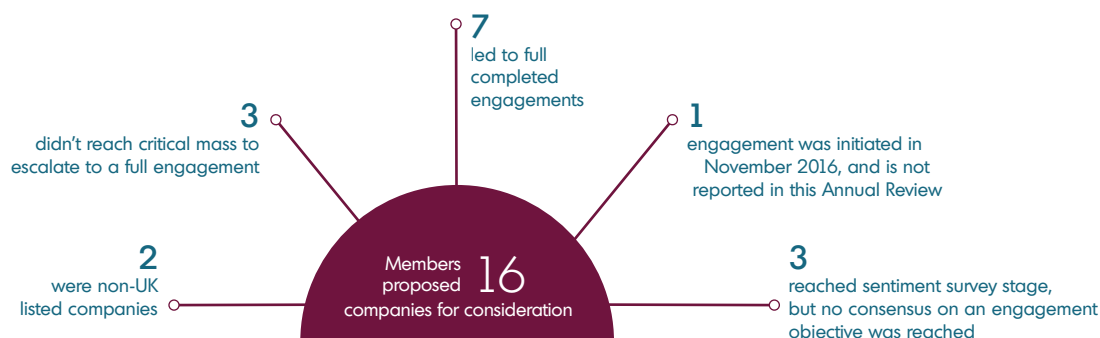 7
led to full
completed
engagements
3
didn’t reach critical mass to
escalate to a full engagement
1
engagement was initiated in
November 2016, and is not
reported in this Annual Review
2
were non-UK
listed companies
Members
proposed 16
companies for consideration
3
reached sentiment survey stage,
but no consensus on an engagement
objective was reached